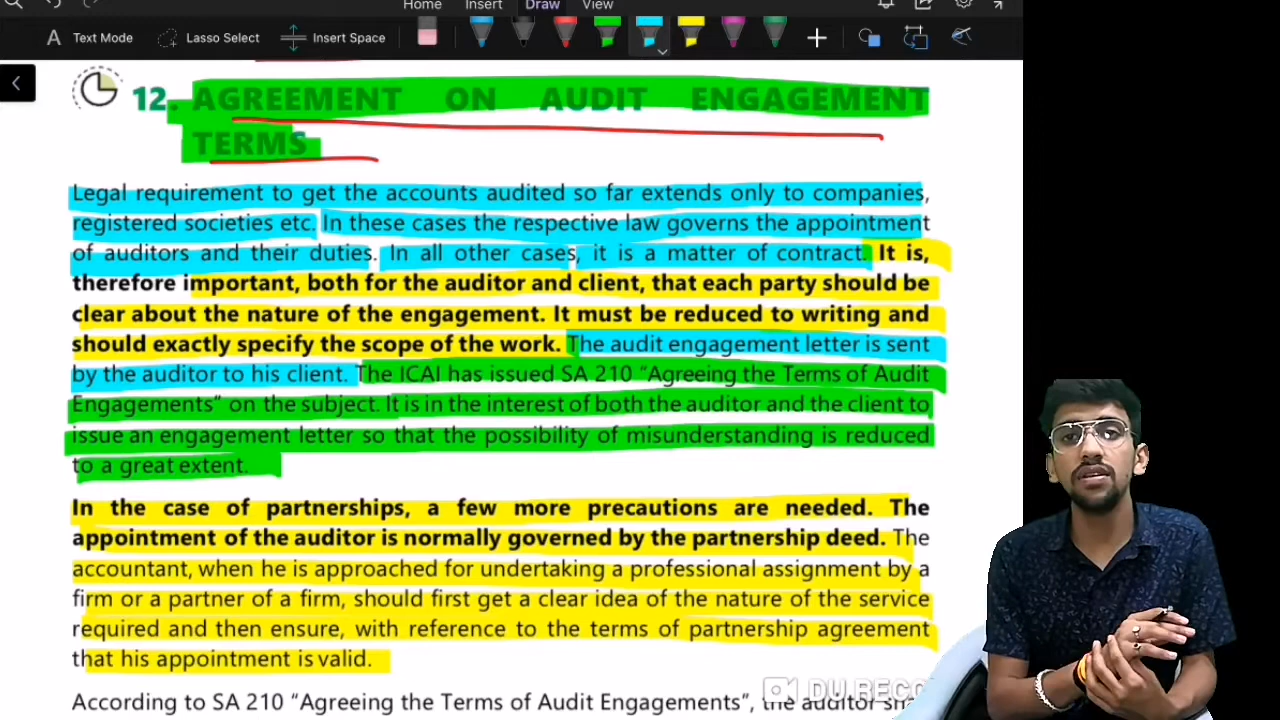 Home Insert Draw View
Text Mode Lasso Select Insert Space
12. AGREEMENT ON AUDIT ENGAGEMENT
TERMS
Legal requirement to get the accounts audited so far extends only to companies,
registered societies etc. In these cases the respective law governs the appointment
of auditors and their duties. In all other cases, it is a matter of contract. It is,
therefore important, both for the auditor and client, that each party should be
clear about the nature of the engagement. It must be reduced to writing and
should exactly specify the scope of the work. The audit engagement letter is sent
by the auditor to his client. The ICAI has issued SA 210 “Agreeing the Terms of Audit
Engagements” on the subject. It is in the interest of both the auditor and the client to
issue an engagement letter so that the possibility of misunderstanding is reduced
to a great extent.
In the case of partnerships, a few more precautions are needed. The
appointment of the auditor is normally governed by the partnership deed. The
accountant, when he is approached for undertaking a professional assignment by a
firm or a partner of a firm, should first get a clear idea of the nature of the service
required and then ensure, with reference to the terms of partnership agreement
that his appointment is valid.
DU RECO
According to SA 210 “Agreeing the Terms of Audit Engagements”, the auditor